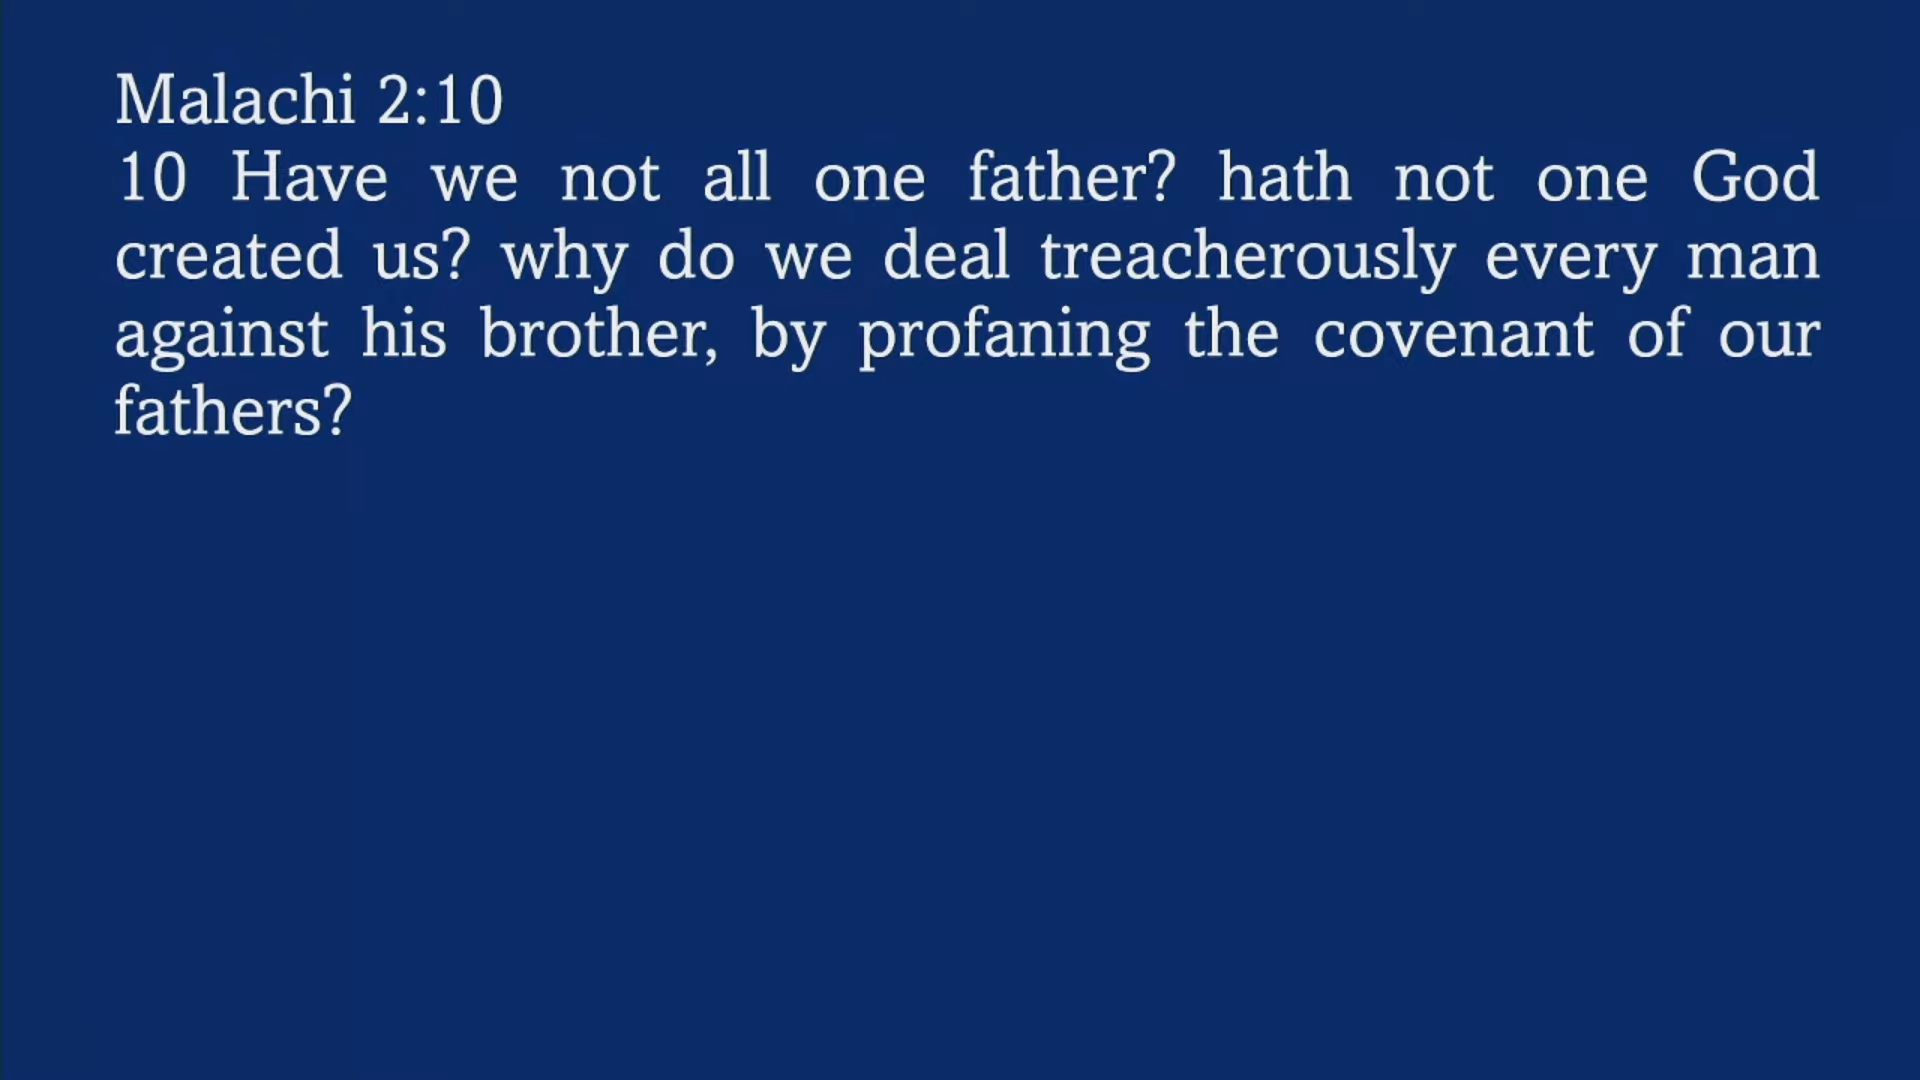 Malachi 2:10
10 Have we not all one father? hath not one God
created us? why do we deal treacherously every man
against his brother, by profaning the covenant of our
fathers?